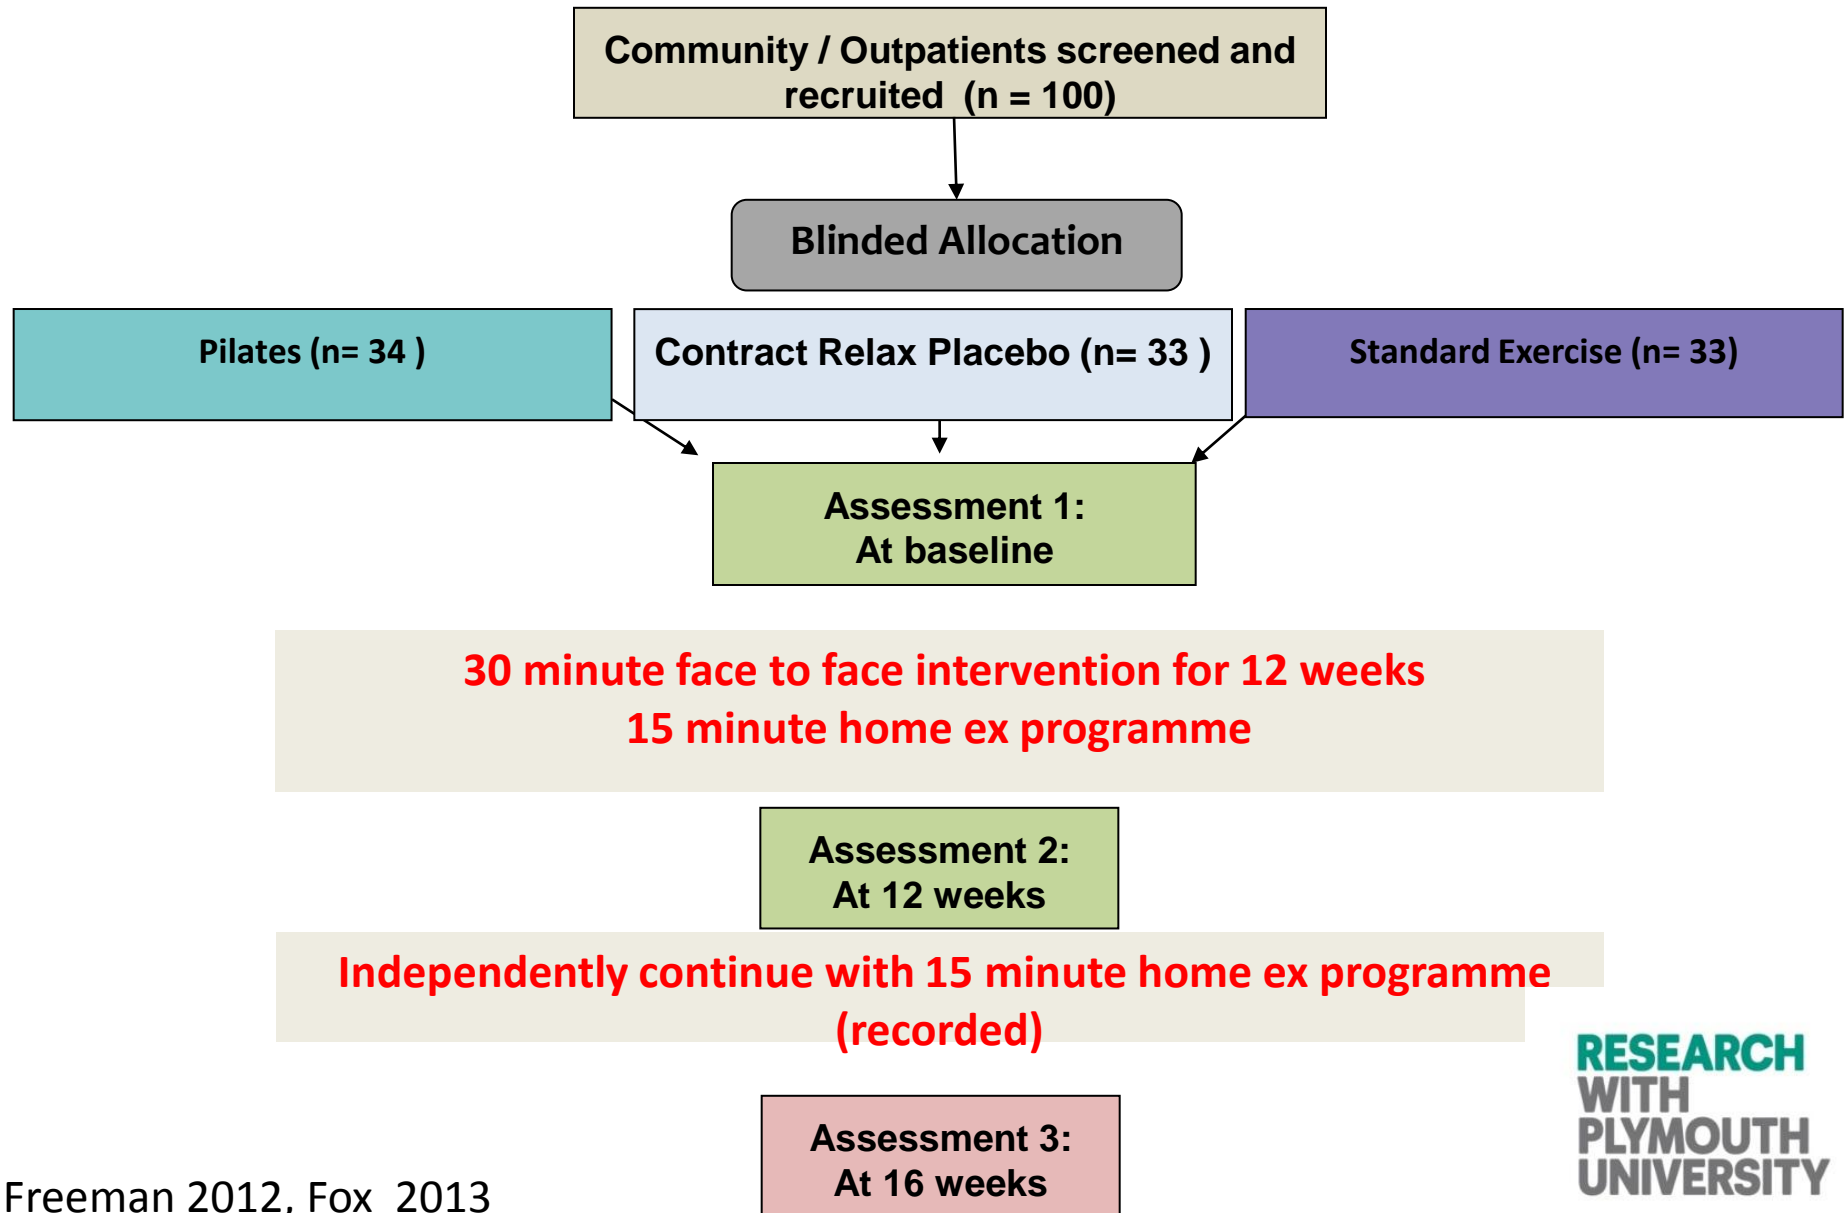 Community / Outpatients screened and
recruited (n = 100)
Blinded Allocation
Pilates (n= 34 )
Contract Relax Placebo (n= 33 )
Standard Exercise (n= 33)
Assessment 1:
At baseline
30 minute face to face intervention for 12 weeks
15 minute home ex programme
Assessment 2:
At 12 weeks
Independently continue with 15 minute home ex programme
(recorded)
Assessment 3:
At 16 weeks
Freeman 2012, Fox 2013
RESEARCH
WITH
PLYMOUTH
UNIVERSITY